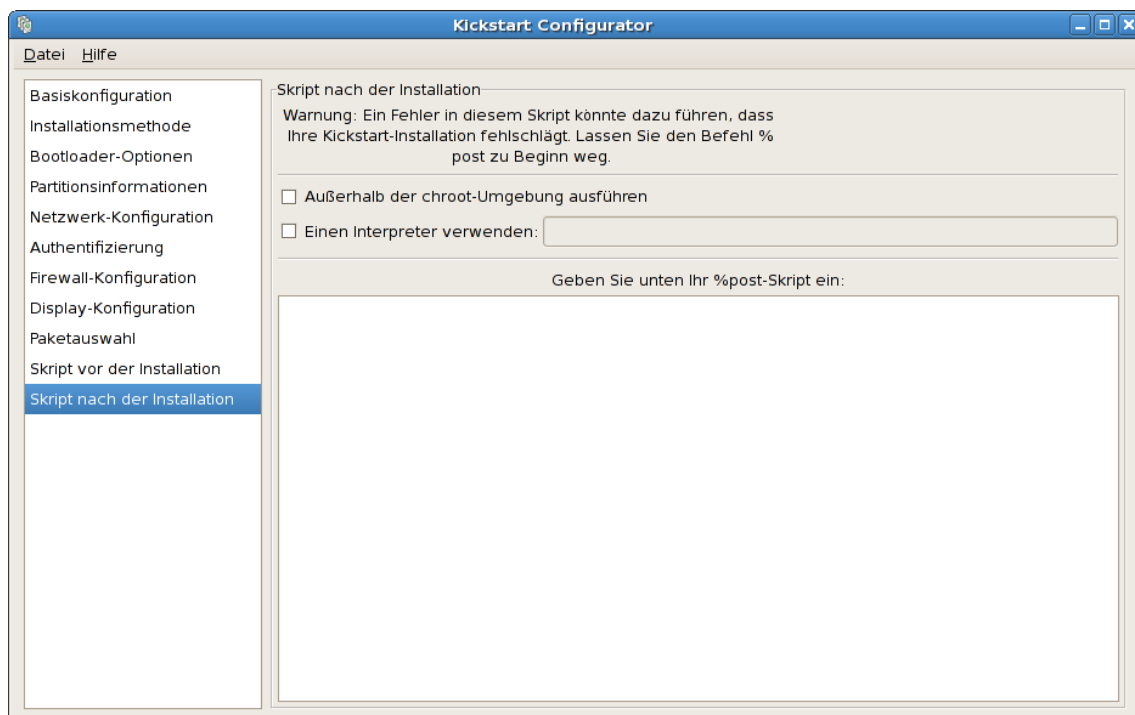 Kickstart Configurator
Datei Hilfe
Basiskonfiguration
Installationsmethode
Bootloader-Optionen
Partitionsinformationen
Netzwerk-Konfiguration
Authentifizierung
Firewall-Konfiguration
Display-Konfiguration
Paketauswahl
Skript vor der Installation
Skript nach der Installation
Skript nach der Installation
Warnung: Ein Fehler in diesem Skript könnte dazu führen, dass
Ihre Kickstart-Installation fehlschlägt. Lassen Sie den Befehl %
post zu Beginn weg.
Außerhalb der chroot-Umgebung ausführen
Einen Interpreter verwenden:
Geben Sie unten Ihr %post-Skript ein: